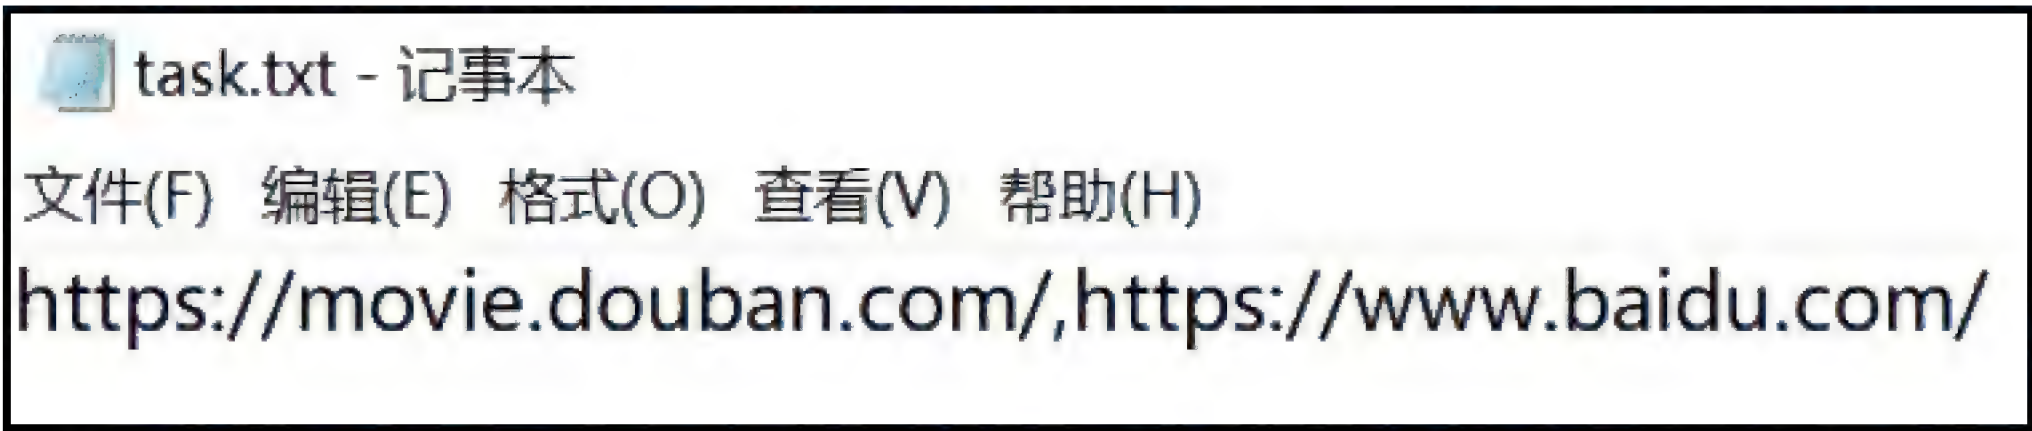 task.txt - 记事本
文件(F) 编辑(E) 格式(O) 查看(V) 帮助(H)
https://movie.douban.com/,https://www.baidu.com/